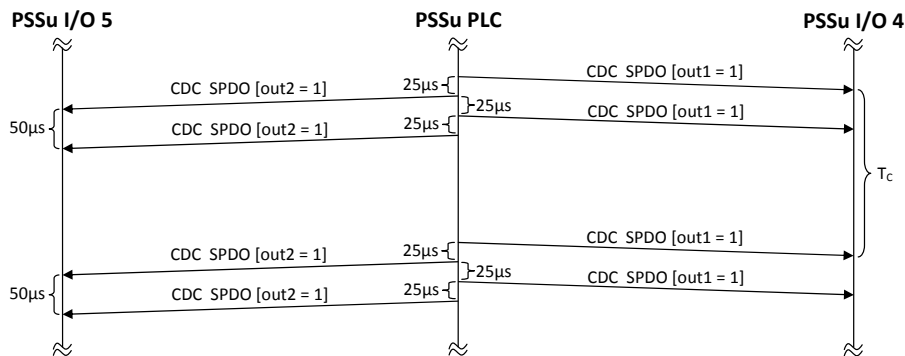 PSSu I/O 5 PSSu PLC PSSu I/O 4
CDC SPDO [out1 = 1]
CDC SPDO [out2 = 1] 25µs
25µs
50µs CDC SPDO [out2 = 1] 25µs CDC SPDO [out1 = 1]
T_C
CDC SPDO [out1 = 1]
CDC SPDO [out2 = 1] 25µs
25µs
50µs CDC SPDO [out2 = 1] 25µs CDC SPDO [out1 = 1]